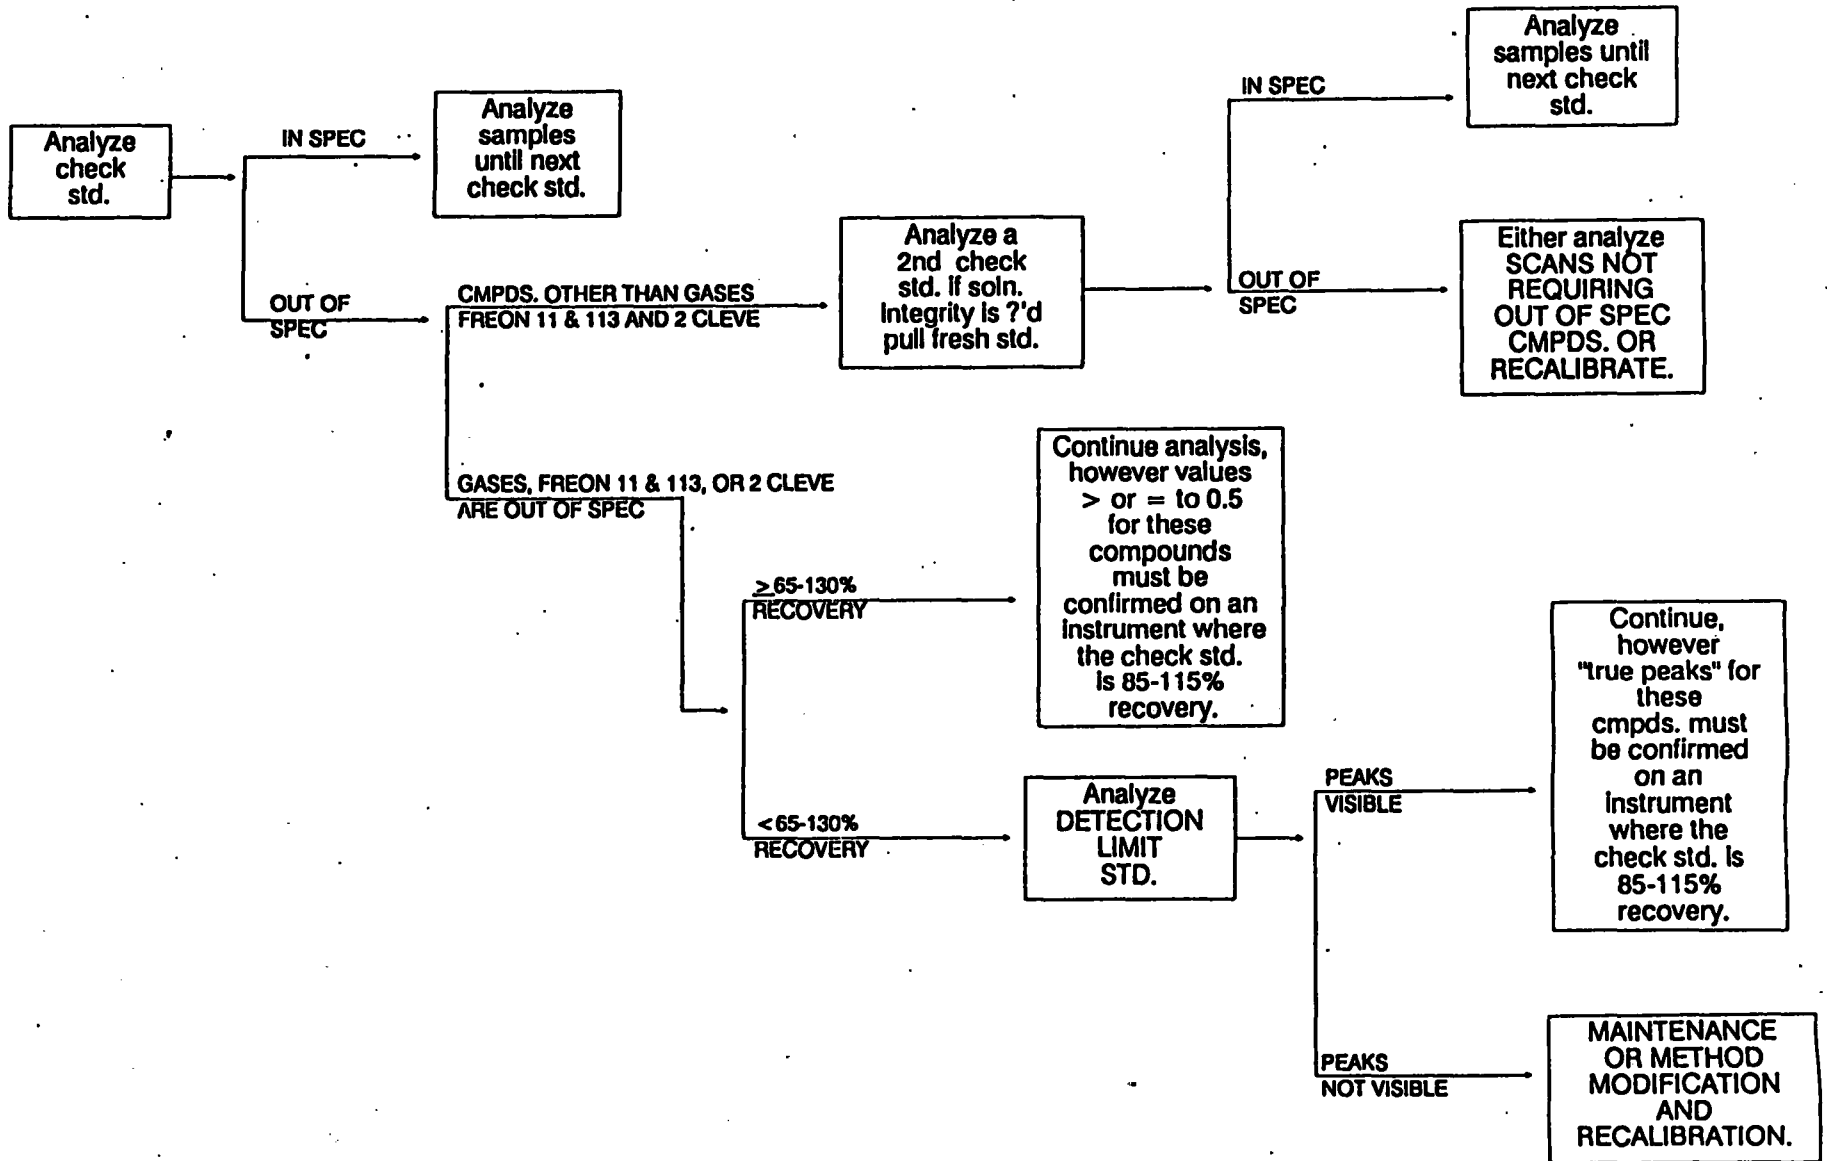 Analyze
check
std.
IN SPEC
OUT OF
SPEC
Analyze
samples
until next
check std.
CMPDS. OTHER THAN GASES
FREON 11 & 113 AND 2 CLEVE
Analyze a
2nd check
std. if soln.
Integrity is ?'d
pull fresh std.
IN SPEC
Analyze
samples until
next check
std.
OUT OF
SPEC
Either analyze
SCANS NOT
REQUIRING
OUT OF SPEC
CMPDS. OR
RECALIBRATE.
GASES, FREON 11 & 113, OR 2 CLEVE
ARE OUT OF SPEC
≥65-130%
RECOVERY
Continue analysis,
however values
> or = to 0.5
for these
compounds
must be
confirmed on an
instrument where
the check std.
is 85-115%
recovery.
<65-130%
RECOVERY
Analyze
DETECTION
LIMIT
STD.
PEAKS
VISIBLE
Continue,
however
"true peaks" for
these
cmpds. must
be confirmed
on an
instrument
where the
check std. is
85-115%
recovery.
PEAKS
NOT VISIBLE
MAINTENANCE
OR METHOD
MODIFICATION
AND
RECALIBRATION.